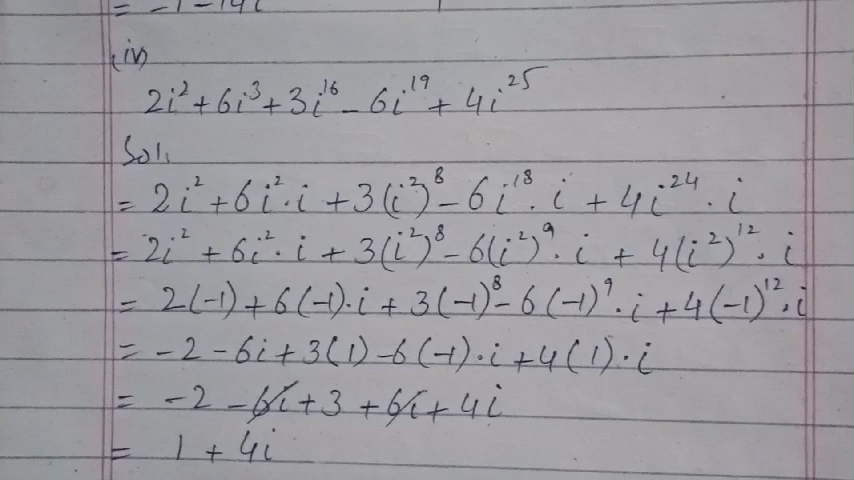 = -1 - 14i
(iv)
2i² + 6i³ + 3i¹⁶ - 6i¹⁹ + 4i²⁵
Sol.
= 2i² + 6i²·i + 3(i²)⁸ - 6i¹⁸·i + 4i²⁴·i
= 2i² + 6i²·i + 3(i²)⁸ - 6(i²)⁹·i + 4(i²)¹²·i
= 2(-1) + 6(-1)·i + 3(-1)⁸ - 6(-1)⁹·i + 4(-1)¹²·i
= -2 - 6i + 3(1) - 6(-1)·i + 4(1)·i
= -2 - 6i + 3 + 6i + 4i
= 1 + 4i